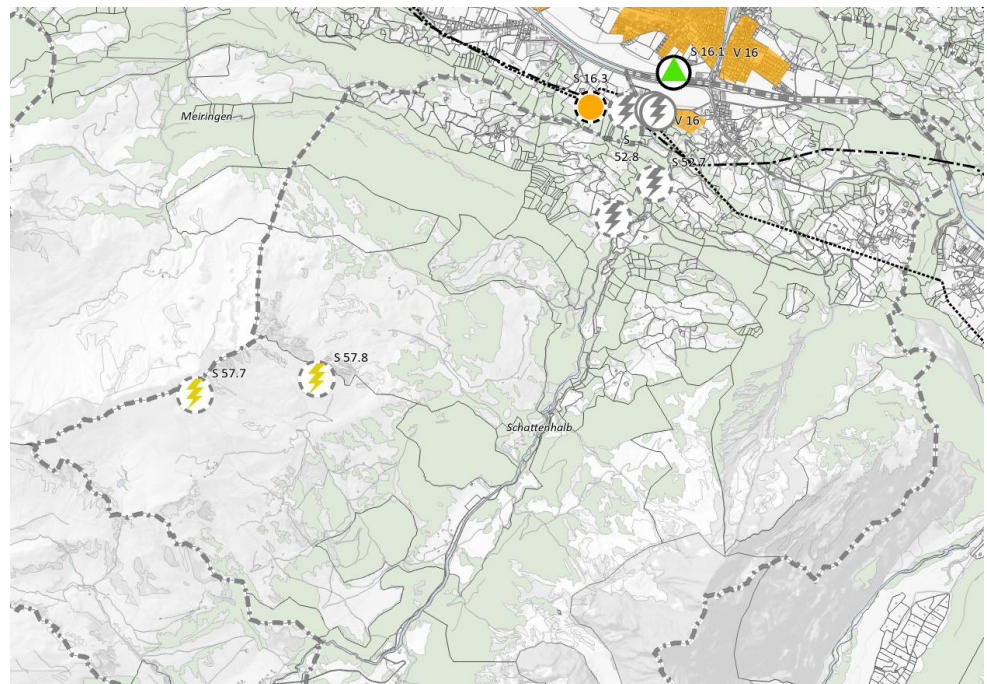 S 16.1
V 16
S 16.3
Meiringen
V 16
S
52.8
S 52.7
S 57.8
S 57.7
Schattenhalb